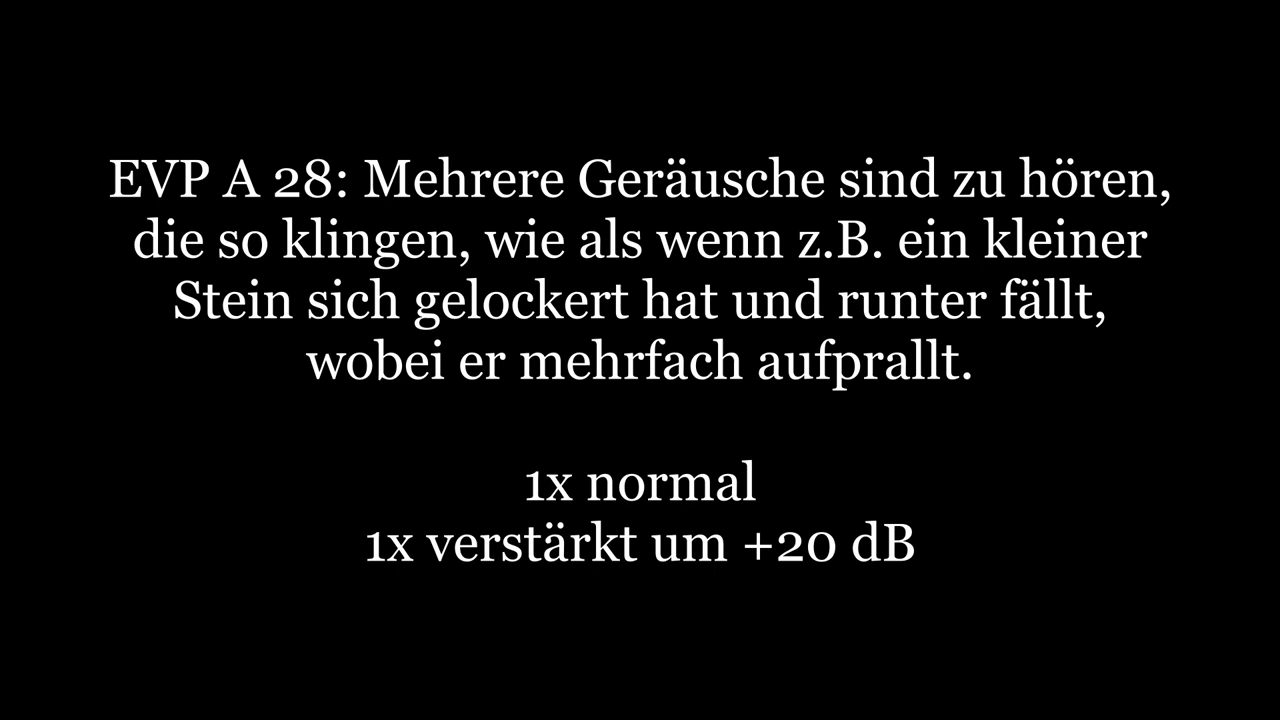 EVP A 28: Mehrere Geräusche sind zu hören,
die so klingen, wie als wenn z.B. ein kleiner
Stein sich gelockert hat und runter fällt,
wobei er mehrfach aufprallt.
1x normal
1x verstärkt um +20 dB